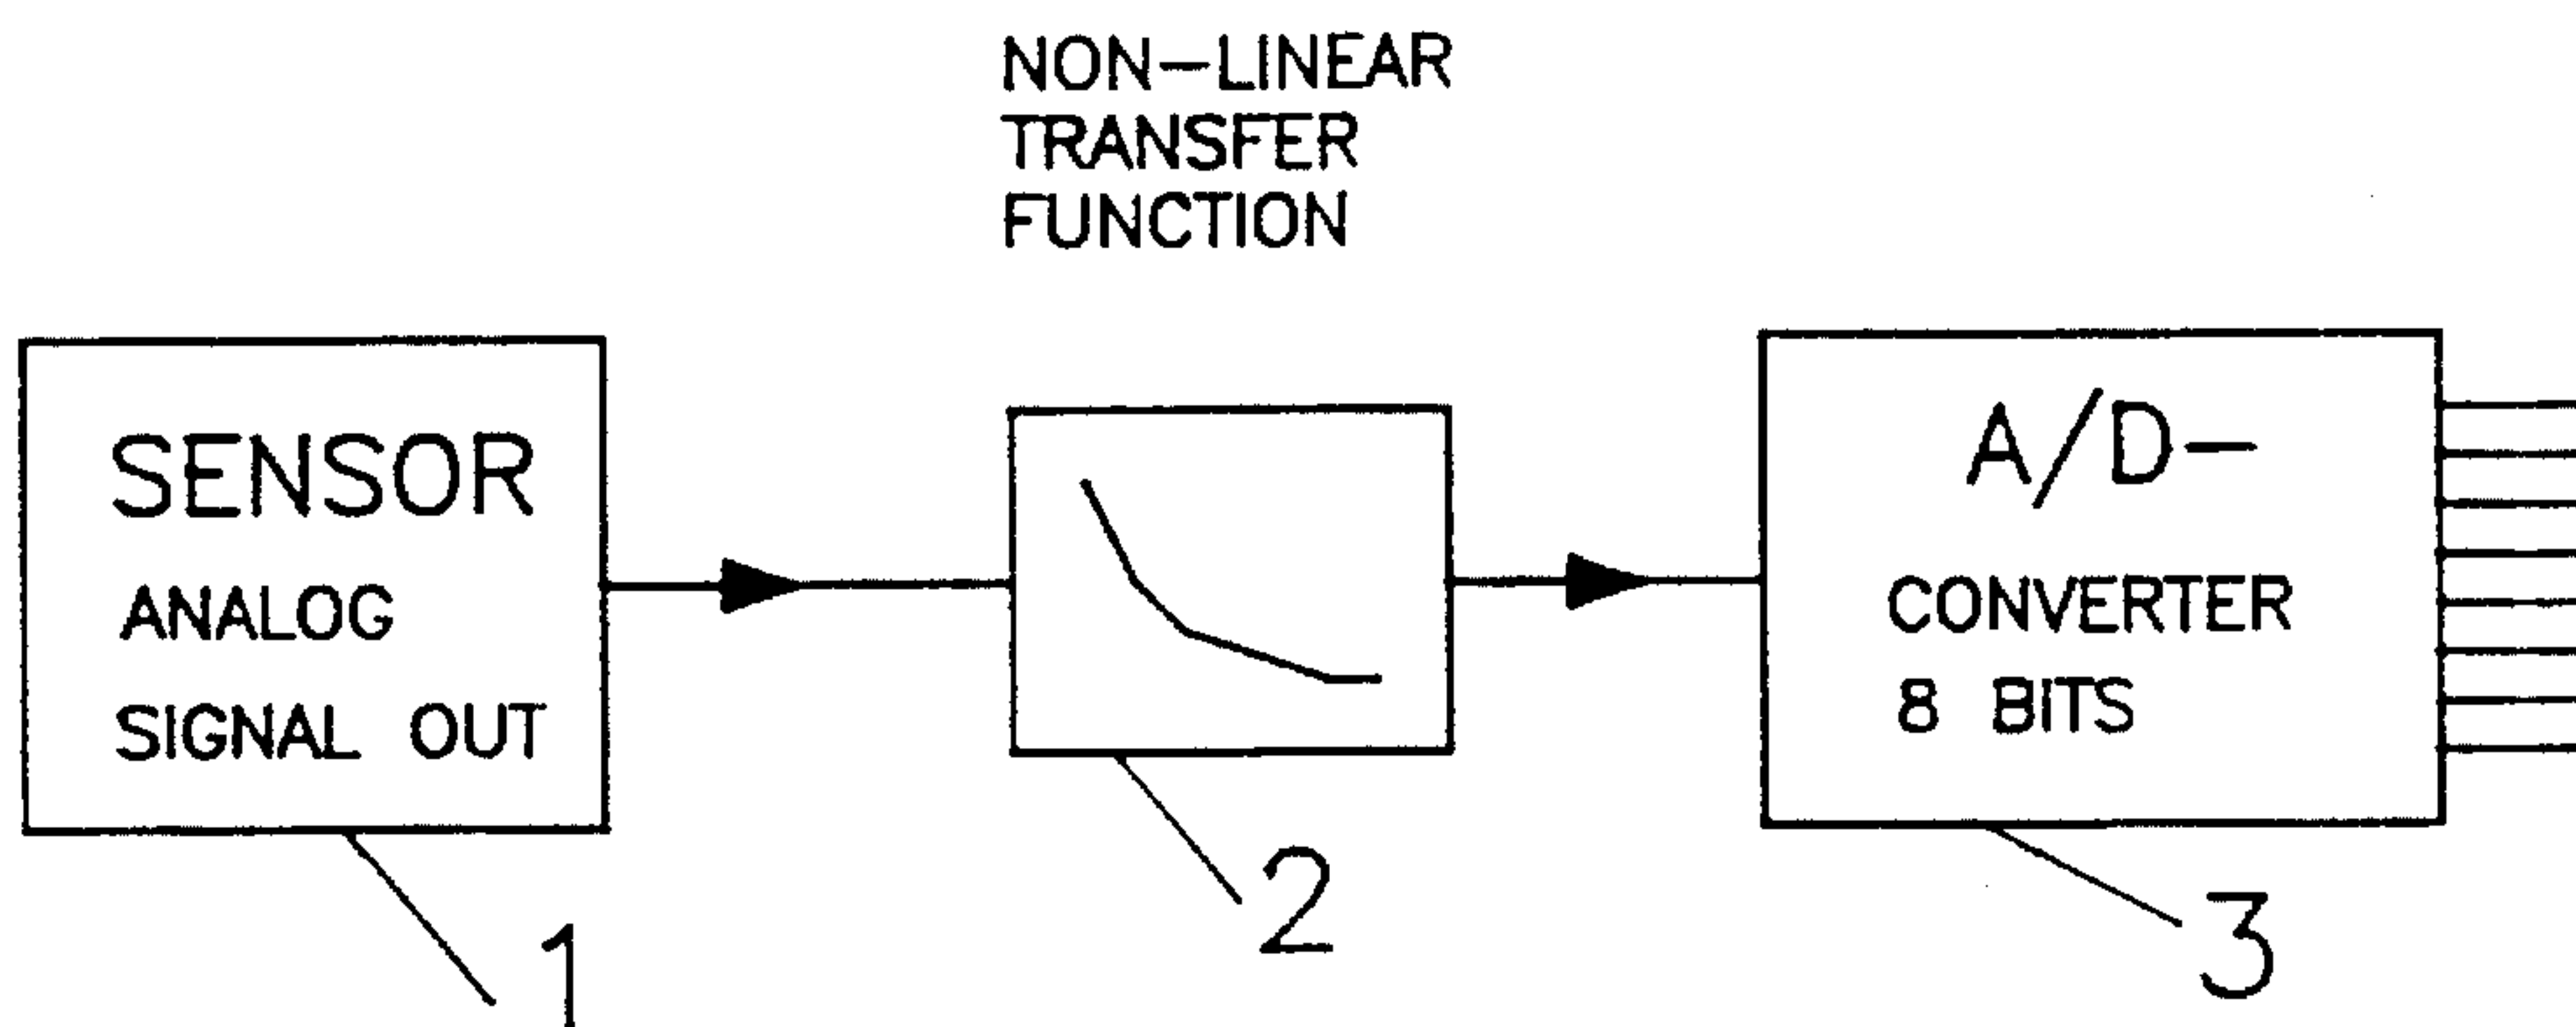 NON-LINEAR
TRANSFER
FUNCTION
SENSOR
ANALOG
SIGNAL OUT
A/D-
CONVERTER
8 BITS
1
2
3